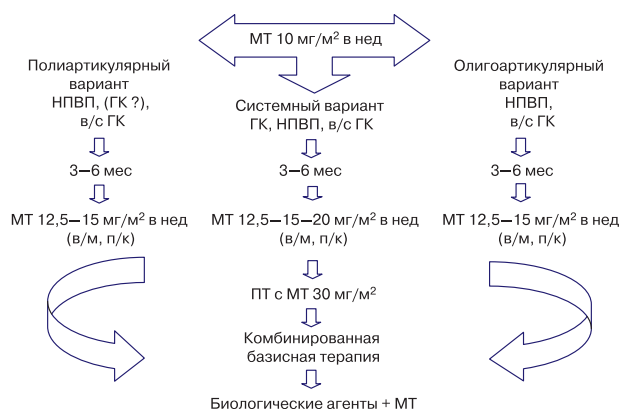 МТ 10 мг/м² в нед
Полиартикулярный
вариант
НПВП, (ГК ?),
в/с ГК
3–6 мес
МТ 12,5–15 мг/м² в нед
(в/м, п/к)
Системный вариант
ГК, НПВП, в/с ГК
3–6 мес
МТ 12,5–15–20 мг/м² в нед
(в/м, п/к)
ПТ с МТ 30 мг/м²
Комбинированная
базисная терапия
Биологические агенты + МТ
Олигоартикулярный
вариант
НПВП,
в/с ГК
3–6 мес
МТ 12,5–15 мг/м² в нед
(в/м, п/к)